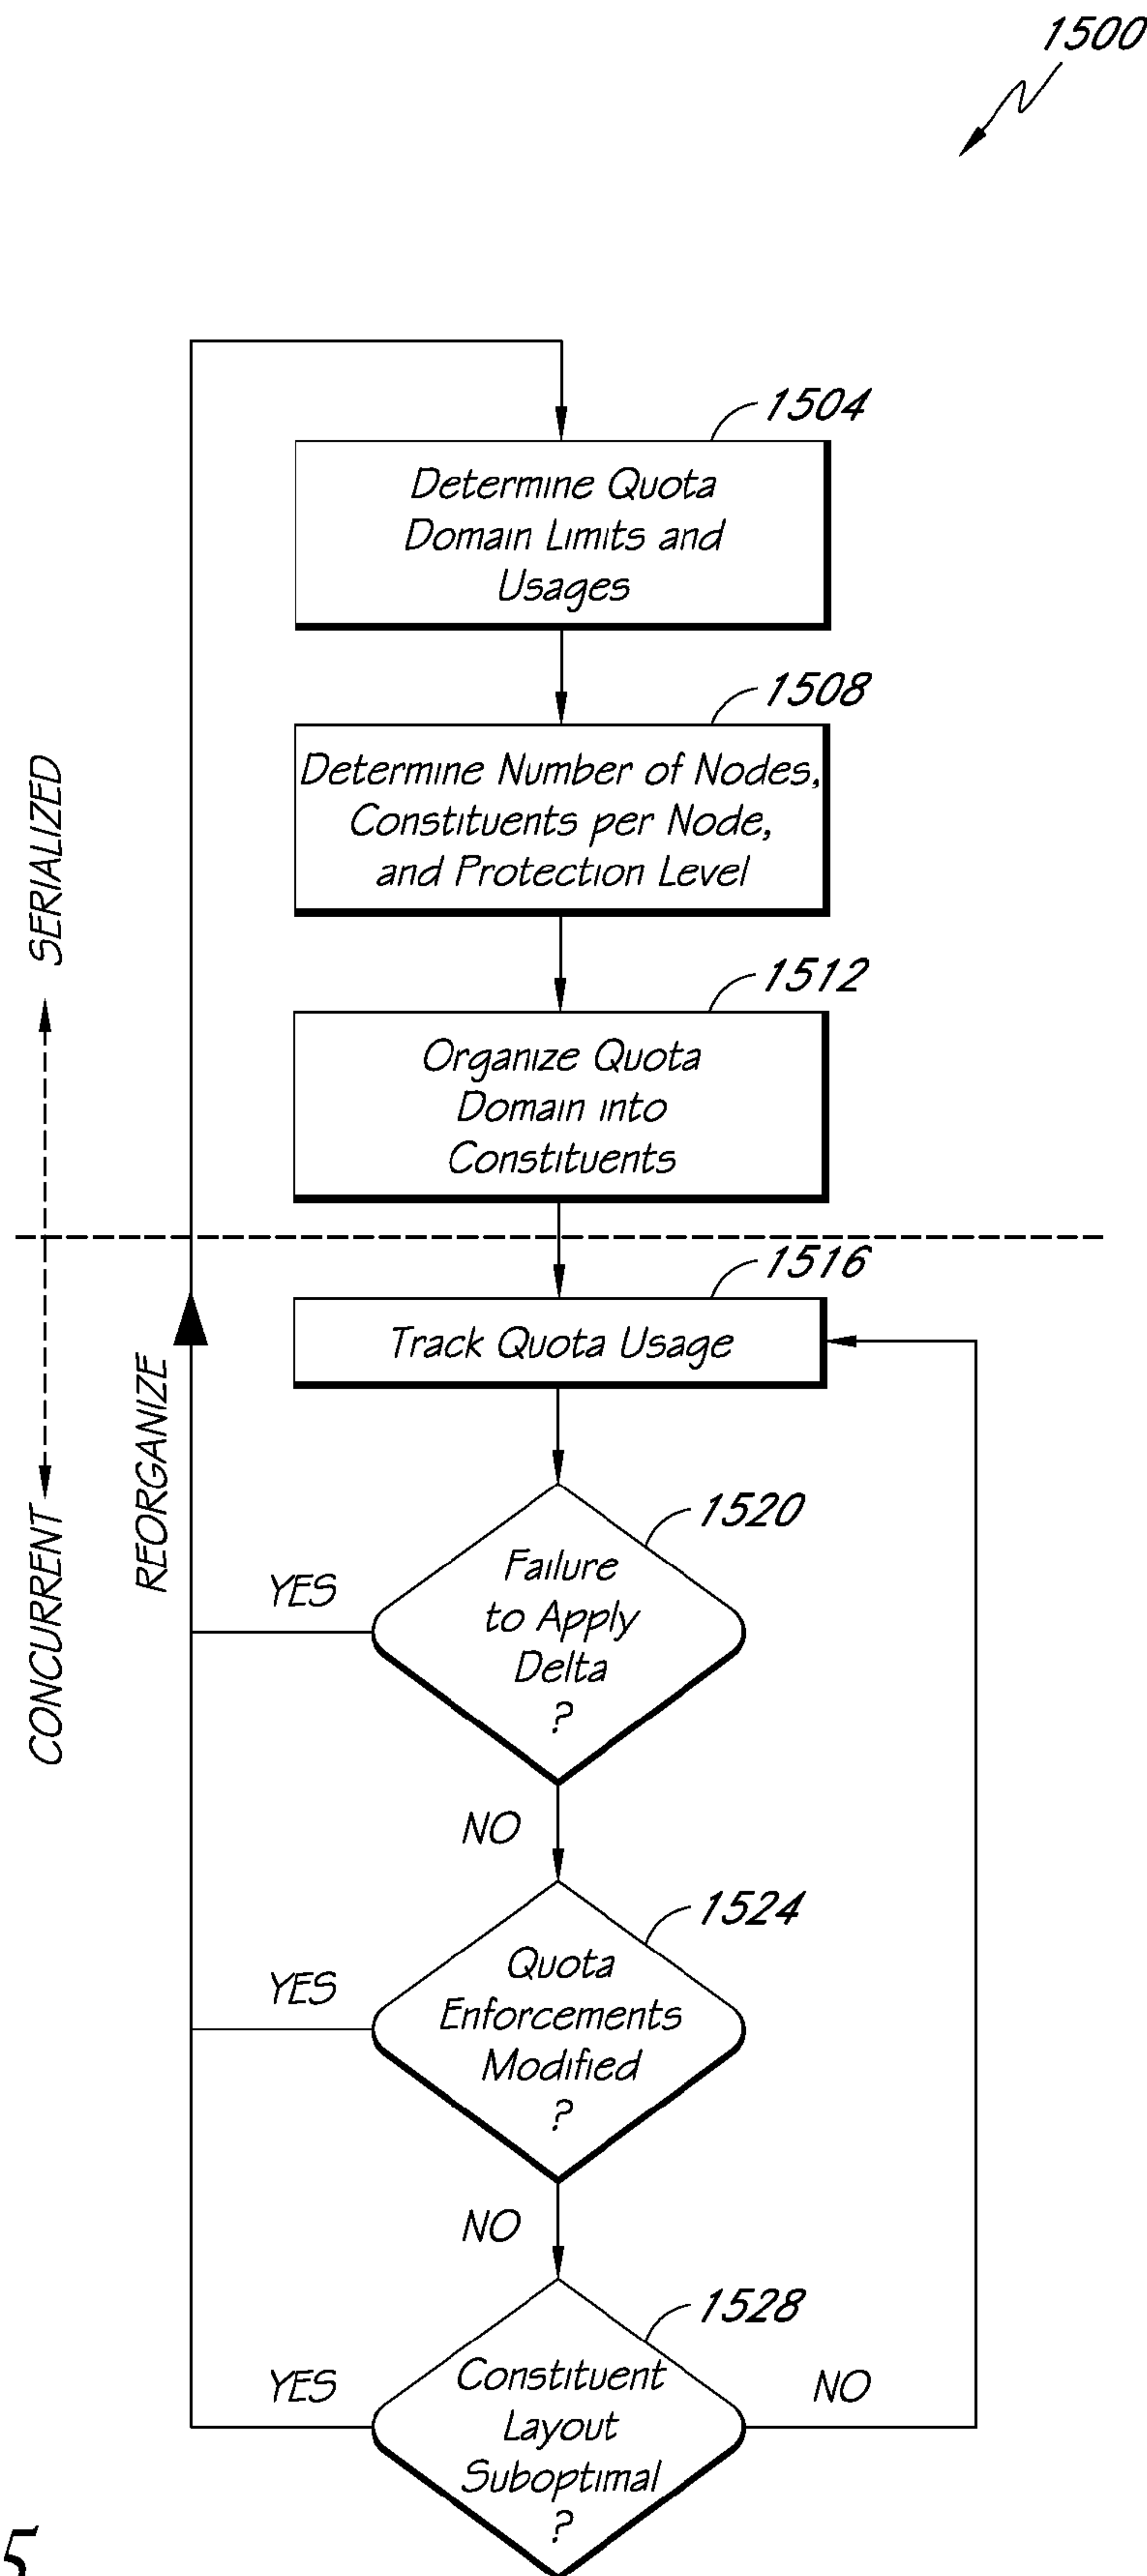 1500
1504
Determine Quota
Domain Limits and
Usages
1508
Determine Number of Nodes,
Constituents per Node,
and Protection Level
SERIALIZED
1512
Organize Quota
Domain into
Constituents
1516
Track Quota Usage
REORGANIZE
CONCURRENT
1520
Failure
to Apply
Delta
?
YES
NO
1524
Quota
Enforcements
Modified
?
YES
NO
1528
Constituent
Layout
Suboptimal
?
YES
NO
5